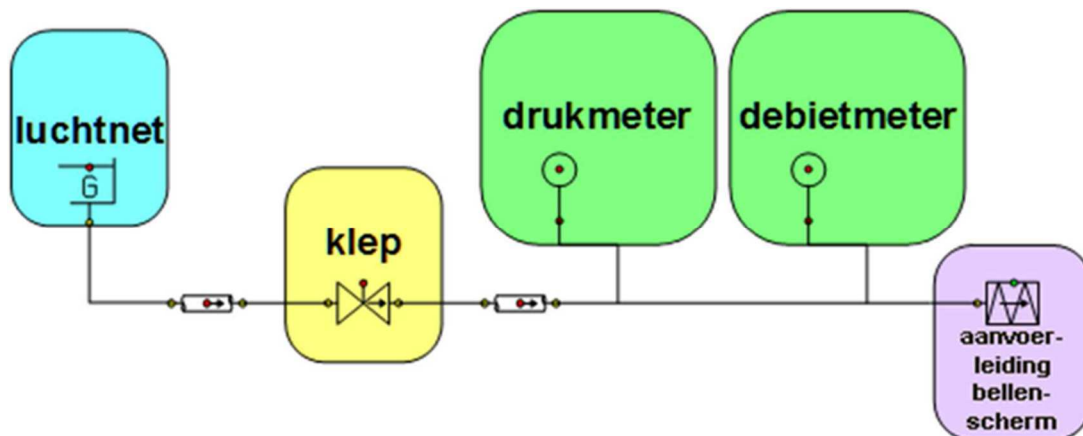 luchtnet
G
klep
drukmeter
debietmeter
aanvoer-
leiding
bellen-
scherm